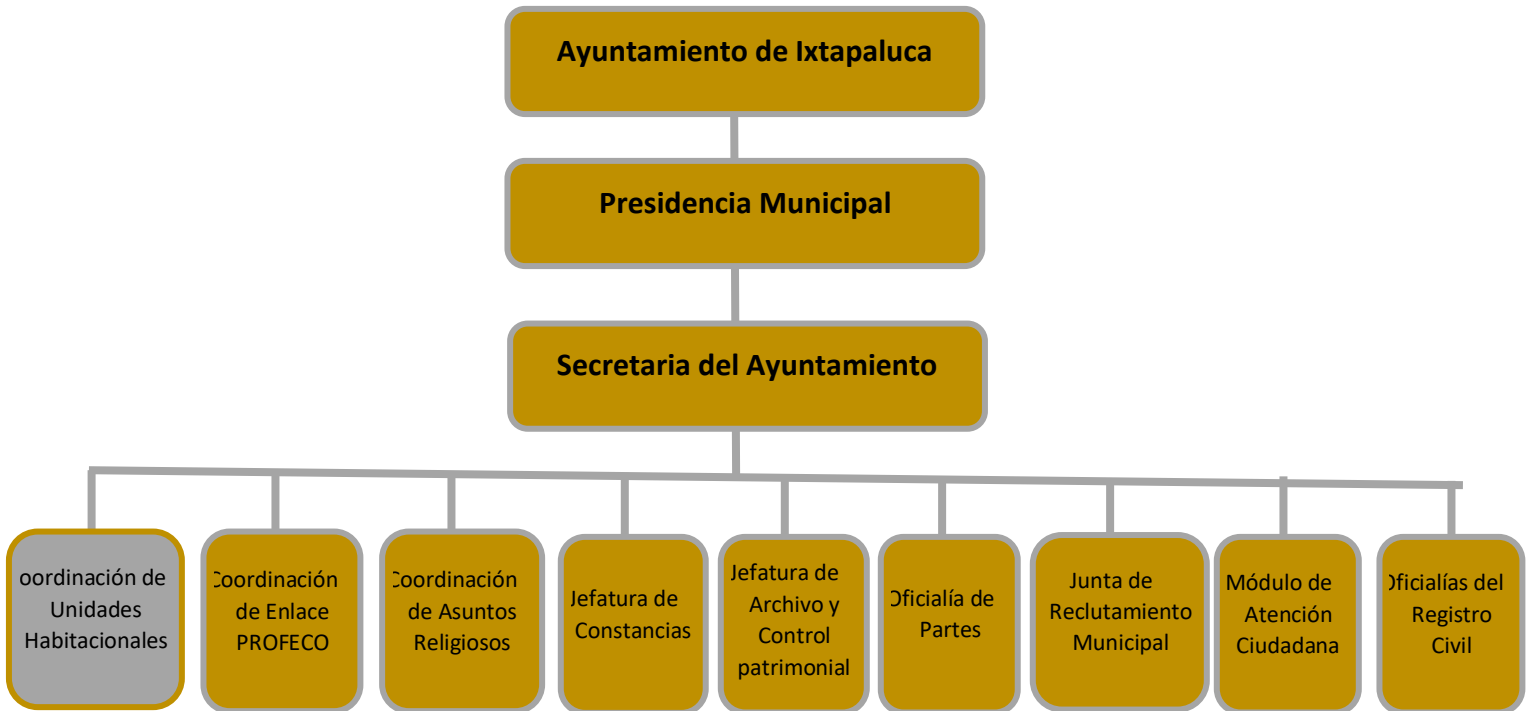 Ayuntamiento de Ixtapaluca
Presidencia Municipal
Secretaria del Ayuntamiento
oordinación de
Unidades
Habitacionales
Coordinación
de Enlace
PROFECO
Coordinación
de Asuntos
Religiosos
Jefatura de
Constancias
Jefatura de
Archivo y
Control
patrimonial
Oficialía de
Partes
Junta de
Reclutamiento
Municipal
Módulo de
Atención
Ciudadana
Oficialías del
Registro
Civil